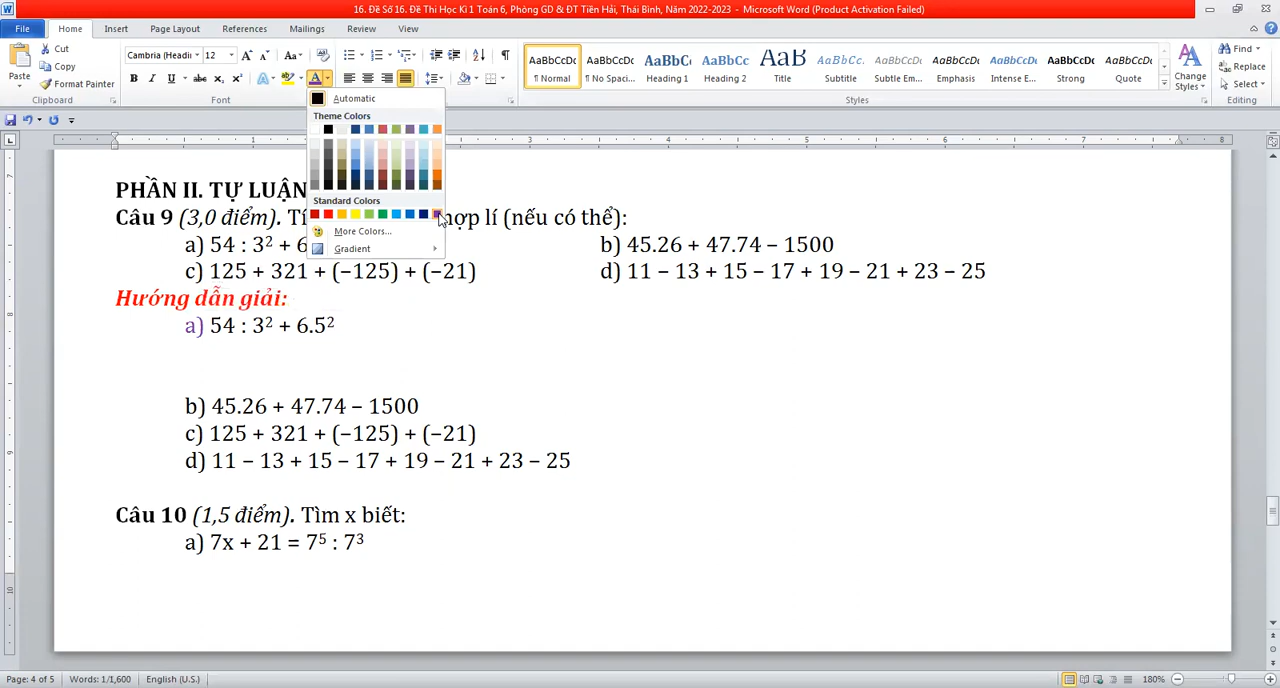 16. Đề Số 16. Đề Thi Học Kì 1 Toán 6, Phòng GD & ĐT Tiền Hải, Thái Bình, Năm 2022-2023 - Microsoft Word (Product Activation Failed)
File Home Insert Page Layout References Mailings Review View
Paste
Cut
Copy
Format Painter
Clipboard
Cambria (Headi 12
Font
AaBbCcDc AaBbCcDc AaBbC AaBbCc AaB AaBbCc. AaBbCcDc AaBbCcDc AaBbCcDc AaBbCcDc AaBbCcDc
¶ Normal ¶ No Spaci... Heading 1 Heading 2 Title Subtitle Subtle Em... Emphasis Intense E... Strong Quote
Change Styles
Styles
Find
Replace
Select
Editing
Automatic
Theme Colors
Standard Colors
More Colors...
Gradient
PHẦN II. TỰ LUẬN
Câu 9 (3,0 điểm). Tí hợp lí (nếu có thể):
a) 54 : 3² + 6 b) 45.26 + 47.74 – 1500
c) 125 + 321 + (–125) + (–21) d) 11 – 13 + 15 – 17 + 19 – 21 + 23 – 25
Hướng dẫn giải:
a) 54 : 3² + 6.5²
b) 45.26 + 47.74 – 1500
c) 125 + 321 + (–125) + (–21)
d) 11 – 13 + 15 – 17 + 19 – 21 + 23 – 25
Câu 10 (1,5 điểm). Tìm x biết:
a) 7x + 21 = 7⁵ : 7³
Page: 4 of 5 Words: 1/1,600 English (U.S.) 180%